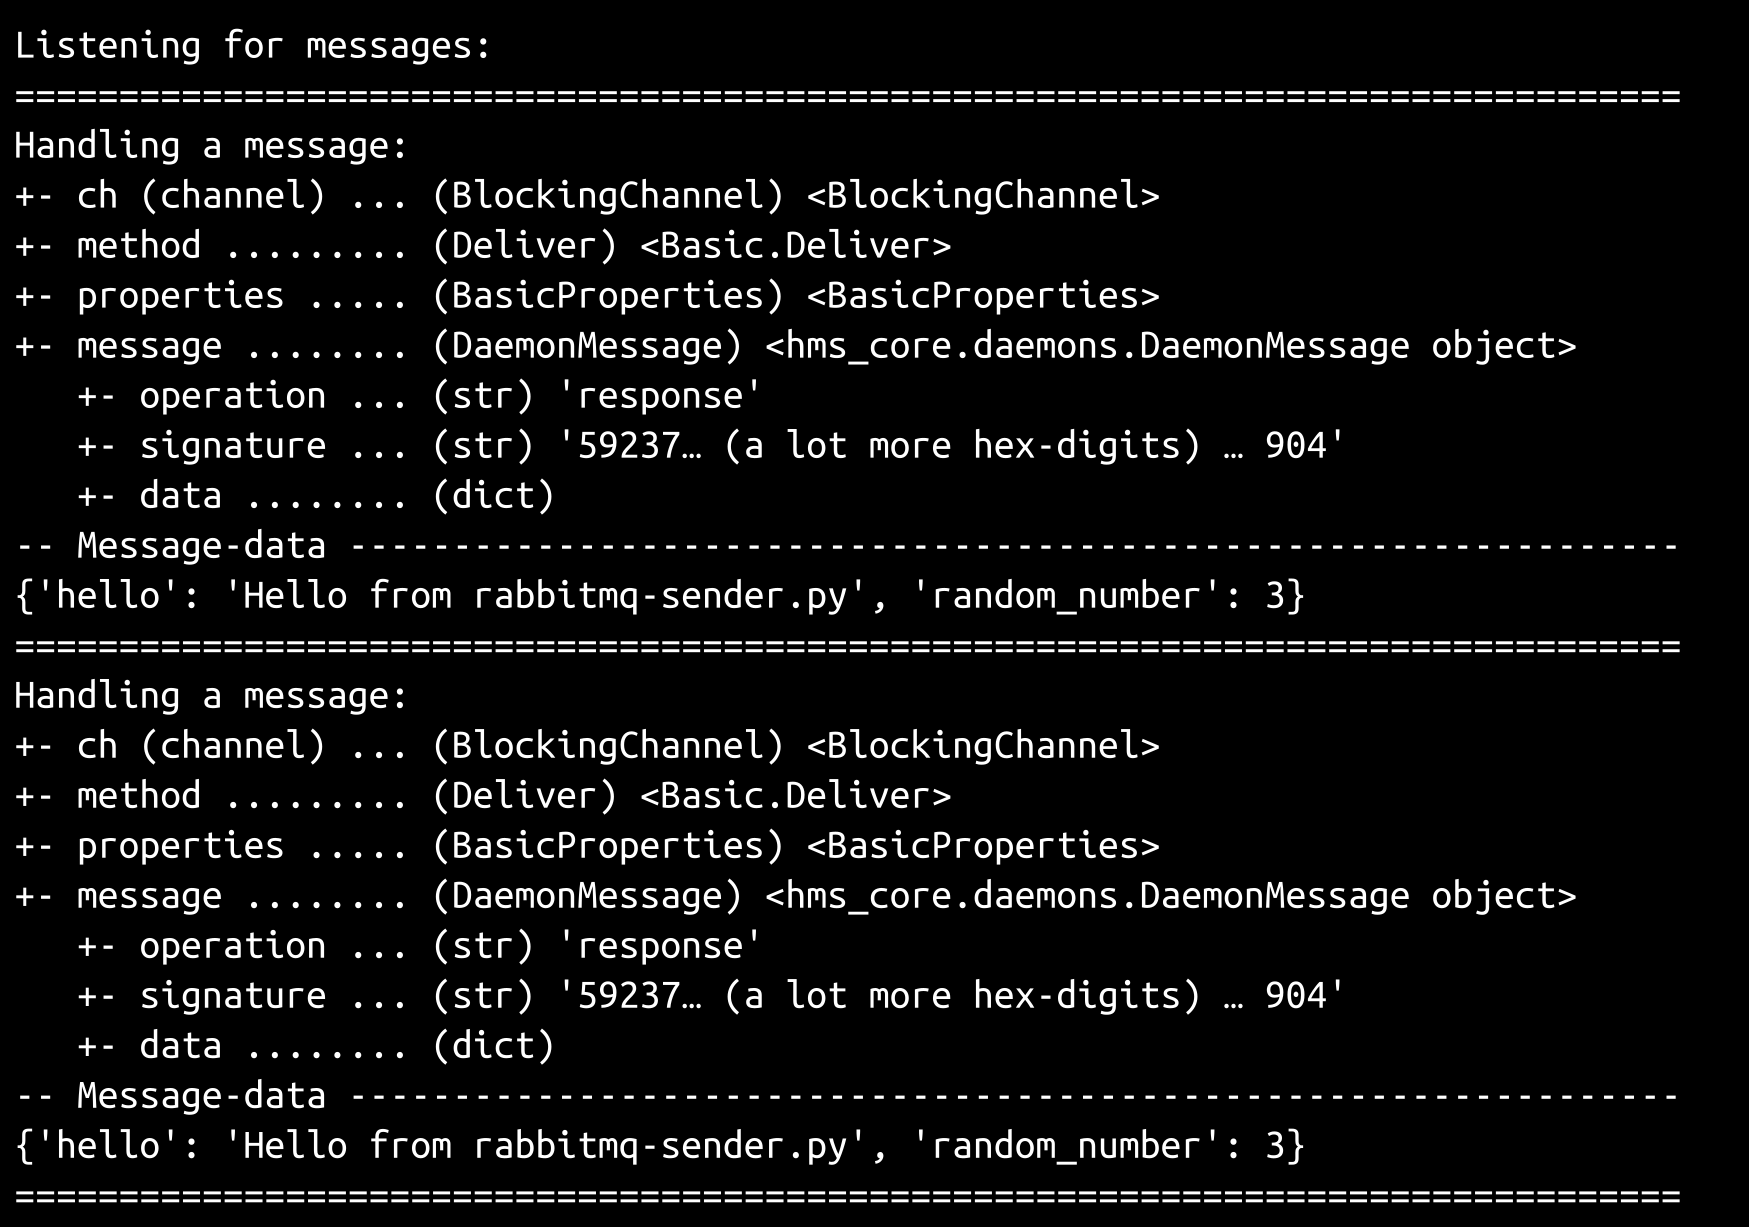 Listening for messages:
================================================================================
Handling a message:
+- ch (channel) ... (BlockingChannel) <BlockingChannel>
+- method ......... (Deliver) <Basic.Deliver>
+- properties ..... (BasicProperties) <BasicProperties>
+- message ........ (DaemonMessage) <hms_core.daemons.DaemonMessage object>
   +- operation ... (str) 'response'
   +- signature ... (str) '59237… (a lot more hex-digits) … 904'
   +- data ........ (dict)
-- Message-data ----------------------------------------------------------------
{'hello': 'Hello from rabbitmq-sender.py', 'random_number': 3}
================================================================================
Handling a message:
+- ch (channel) ... (BlockingChannel) <BlockingChannel>
+- method ......... (Deliver) <Basic.Deliver>
+- properties ..... (BasicProperties) <BasicProperties>
+- message ........ (DaemonMessage) <hms_core.daemons.DaemonMessage object>
   +- operation ... (str) 'response'
   +- signature ... (str) '59237… (a lot more hex-digits) … 904'
   +- data ........ (dict)
-- Message-data ----------------------------------------------------------------
{'hello': 'Hello from rabbitmq-sender.py', 'random_number': 3}
================================================================================